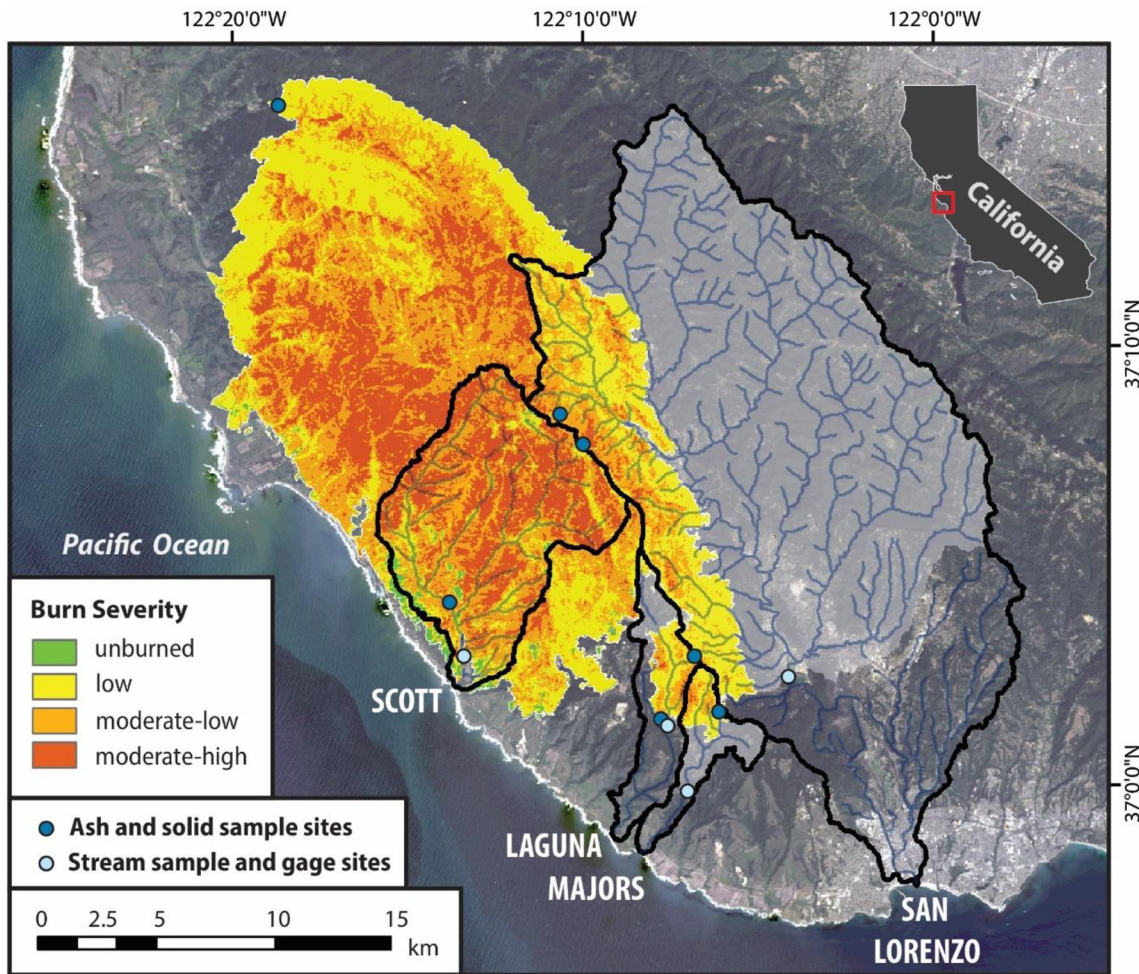 122°20'0"W
122°10'0"W
122°0'0"W
California
37°10'0"N
Pacific Ocean
Burn Severity
unburned
low
moderate-low
moderate-high
SCOTT
37°0'0"N
Ash and solid sample sites
Stream sample and gage sites
LAGUNA
MAJORS
SAN
LORENZO
0 2.5 5 10 15
km